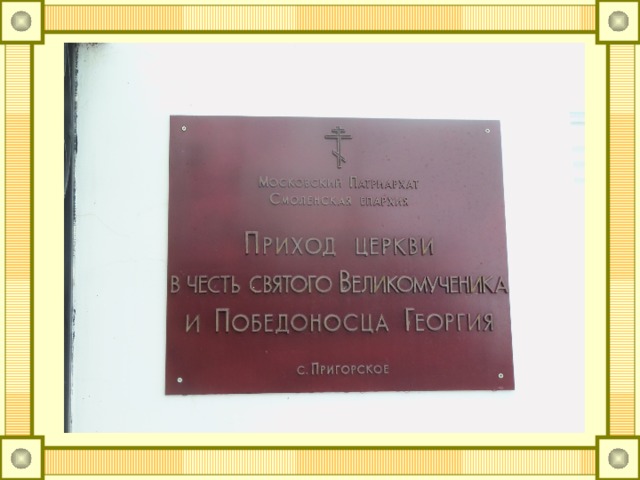 Московский Патриархат
Смоленская епархия
Приход церкви
в честь святого Великомученика
и Победоносца Георгия
с. Пригорское